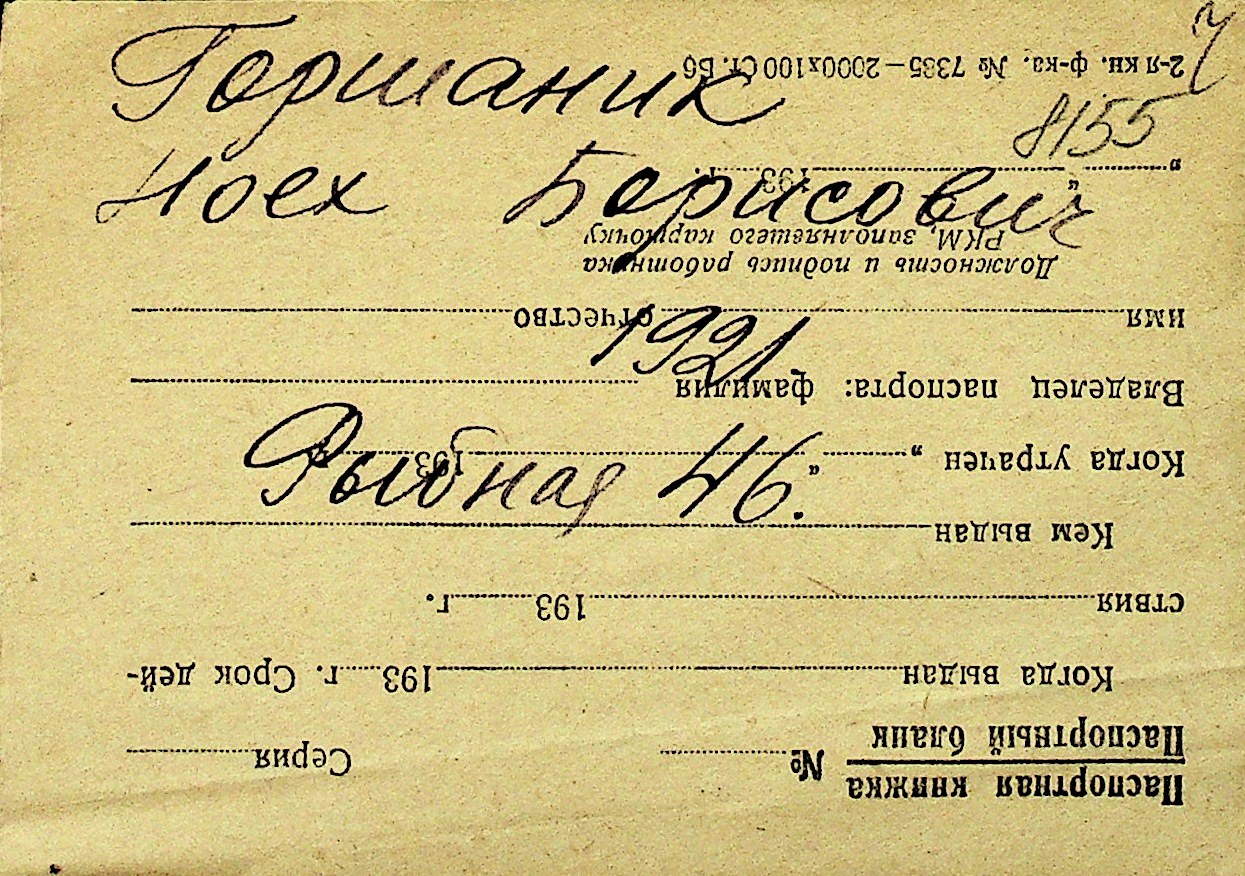 Горшаник
Ноех Борисович
1921
Рыбная 46.
8155
Паспортная книжка
Паспортный бланк № Серия
Когда выдан 193 г. Срок дей-
ствия 193 г.
Кем выдан
Когда утрачен „ “ 193 г.
Владелец паспорта: фамилия
имя отчество
Должность и подпись работника
РКМ, заполняешего карточку
„ “ 193 г.
2-я кн. ф-ка. № 7335—2000х100 Ст. Бб